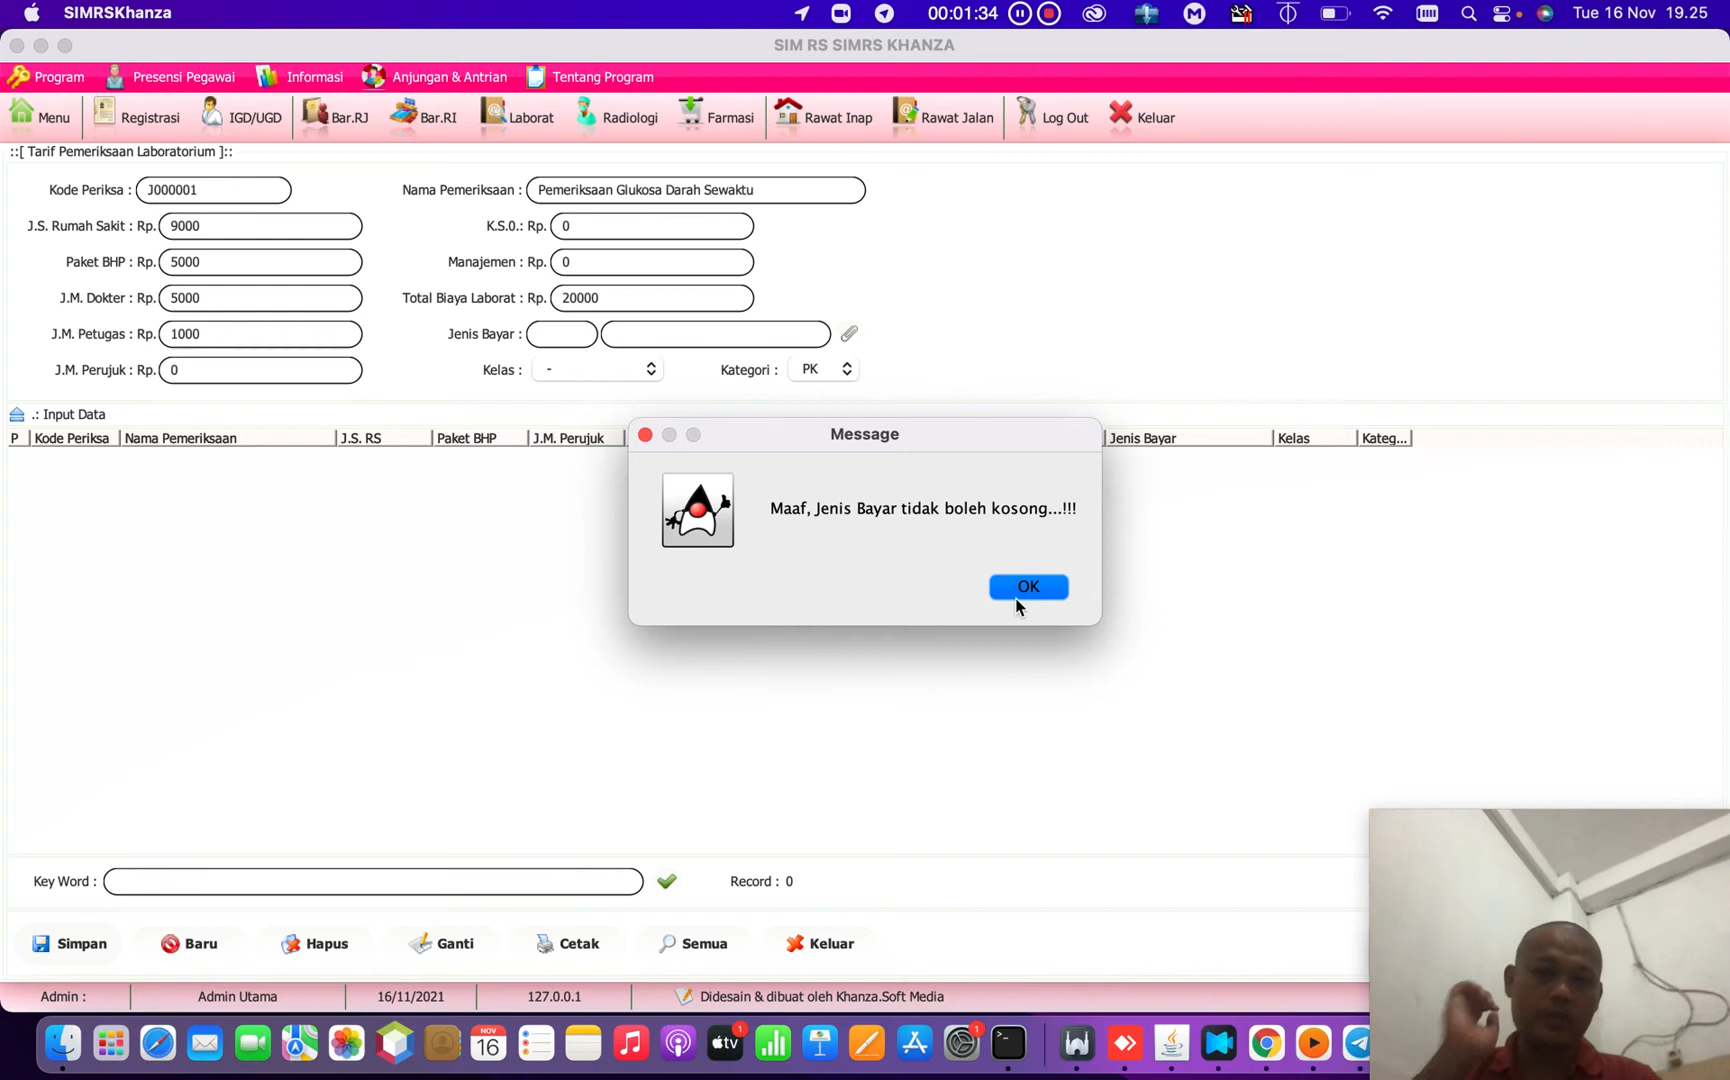 SIMRSKhanza 00:01:34 Tue 16 Nov 19.25
SIM RS SIMRS KHANZA
Program Presensi Pegawai Informasi Anjungan & Antrian Tentang Program
Menu Registrasi IGD/UGD Bar.RJ Bar.RI Laborat Radiologi Farmasi Rawat Inap Rawat Jalan Log Out Keluar
::[ Tarif Pemeriksaan Laboratorium ]::
Kode Periksa : J000001 Nama Pemeriksaan : Pemeriksaan Glukosa Darah Sewaktu
J.S. Rumah Sakit : Rp. 9000 K.S.0.: Rp. 0
Paket BHP : Rp. 5000 Manajemen : Rp. 0
J.M. Dokter : Rp. 5000 Total Biaya Laborat : Rp. 20000
J.M. Petugas : Rp. 1000 Jenis Bayar :
J.M. Perujuk : Rp. 0 Kelas : - Kategori : PK
.: Input Data
P Kode Periksa Nama Pemeriksaan J.S. RS Paket BHP J.M. Perujuk Jenis Bayar Kelas Kateg...
Message
Maaf, Jenis Bayar tidak boleh kosong...!!!
OK
Key Word : Record : 0
Simpan Baru Hapus Ganti Cetak Semua Keluar
Admin : Admin Utama 16/11/2021 127.0.0.1 Didesain & dibuat oleh Khanza.Soft Media
NOV
16
tv
1
1